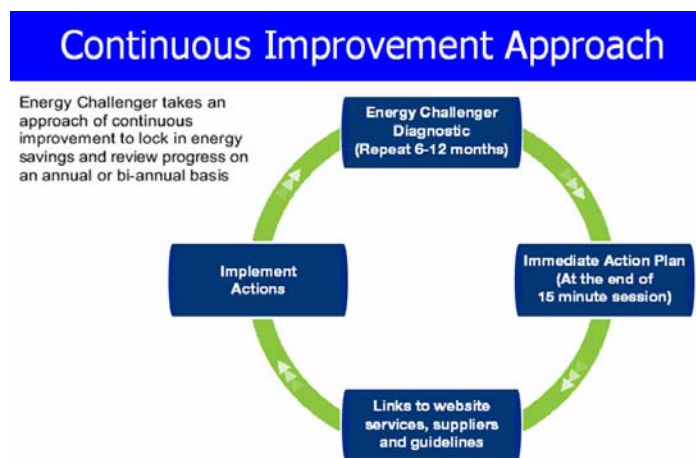 Continuous Improvement Approach
Energy Challenger takes an
approach of continuous
improvement to lock in energy
savings and review progress on
an annual or bi-annual basis
Energy Challenger
Diagnostic
(Repeat 6-12 months)
Immediate Action Plan
(At the end of
15 minute session)
Links to website
services, suppliers
and guidelines
Implement
Actions